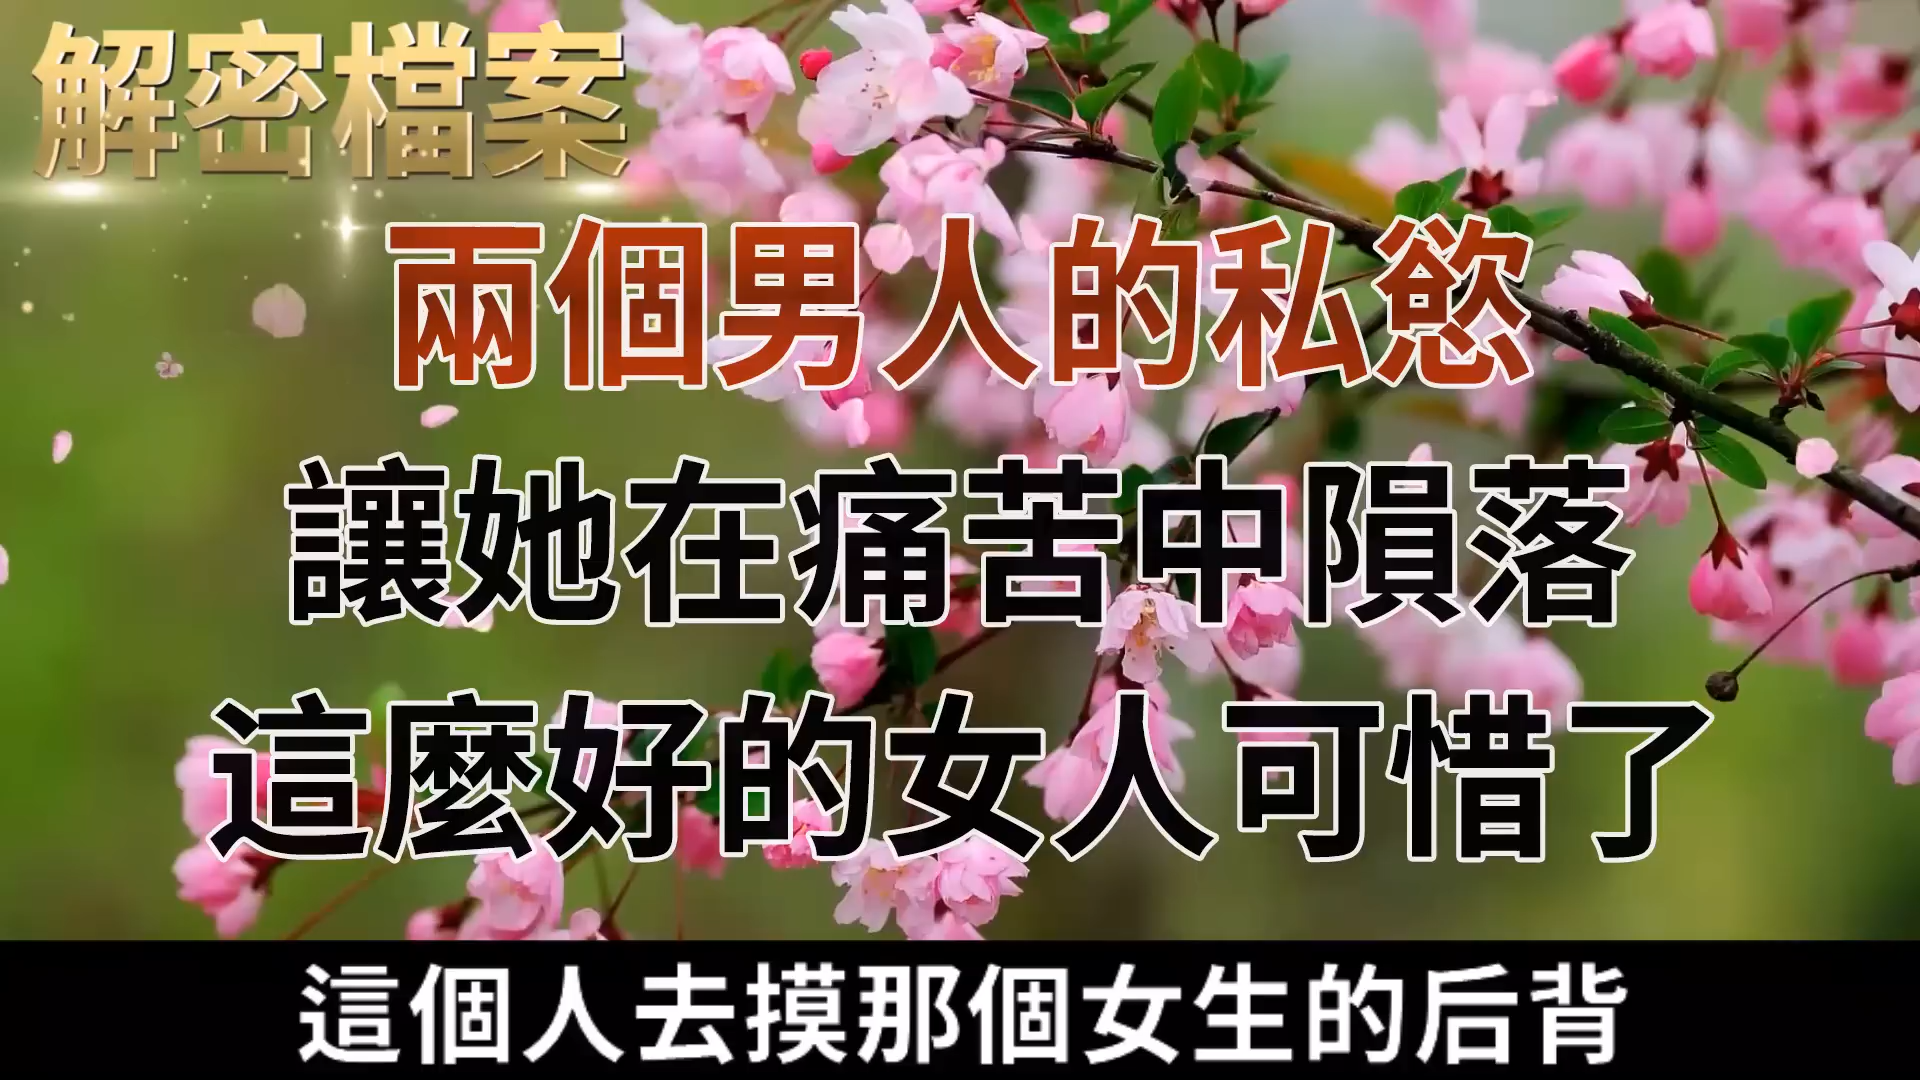 解密檔案
兩個男人的私慾
讓她在痛苦中隕落
這麼好的女人可惜了
這個人去摸那個女生的后背